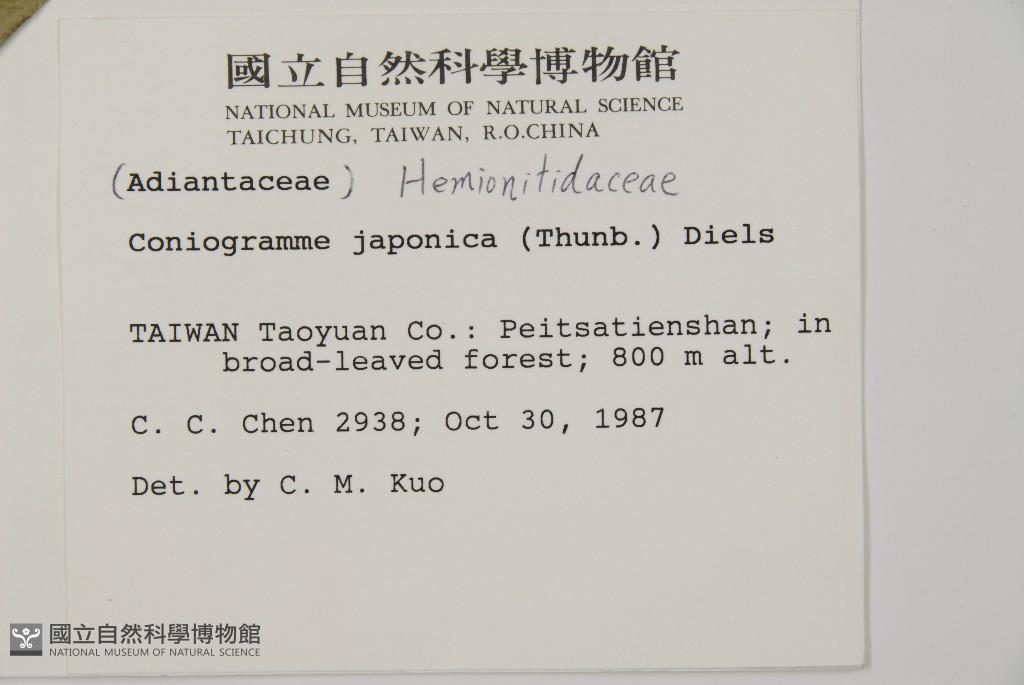 國立自然科學博物館
NATIONAL MUSEUM OF NATURAL SCIENCE
TAICHUNG, TAIWAN, R.O.CHINA
(Adiantaceae) Hemionitidaceae
Coniogramme japonica (Thunb.) Diels
TAIWAN Taoyuan Co.: Peitsatienshan; in
broad-leaved forest; 800 m alt.
C. C. Chen 2938; Oct 30, 1987
Det. by C. M. Kuo
國立自然科學博物館
NATIONAL MUSEUM OF NATURAL SCIENCE